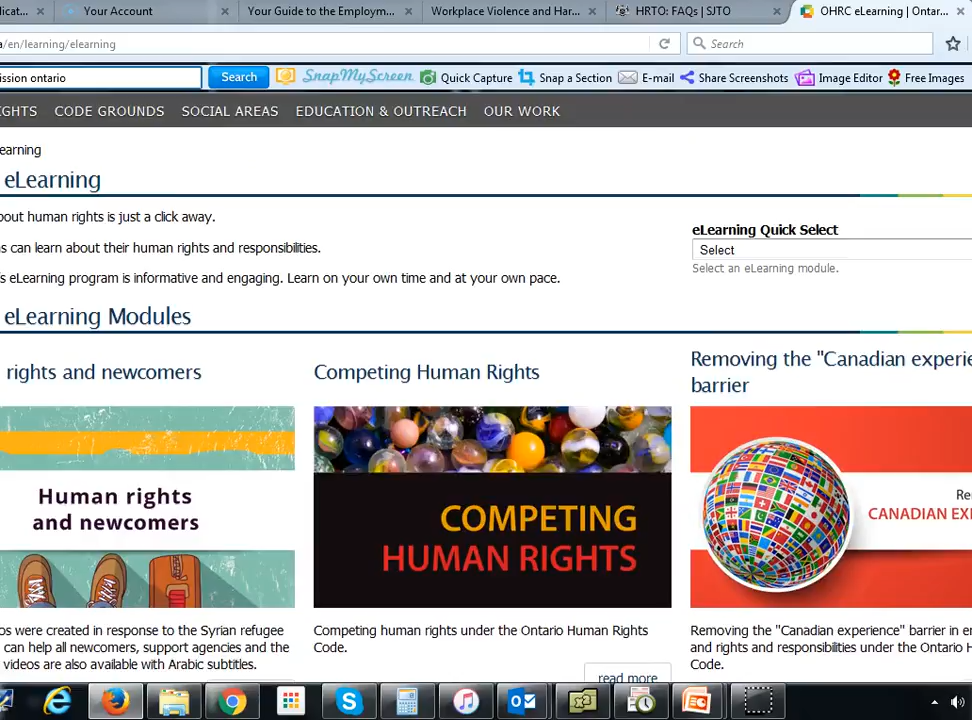 Your Account
Your Guide to the Employm...
Workplace Violence and Har...
HRTO: FAQs | SJTO
OHRC eLearning | Ontar...
a/en/learning/elearning
Search
ission ontario
Search
SnapMyScreen
Quick Capture
Snap a Section
E-mail
Share Screenshots
Image Editor
Free Images
IGHTS
CODE GROUNDS
SOCIAL AREAS
EDUCATION & OUTREACH
OUR WORK
earning
eLearning
bout human rights is just a click away.
ns can learn about their human rights and responsibilities.
's eLearning program is informative and engaging. Learn on your own time and at your own pace.
eLearning Quick Select
Select
Select an eLearning module.
eLearning Modules
rights and newcomers
Human rights
and newcomers
os were created in response to the Syrian refugee
can help all newcomers, support agencies and the
videos are also available with Arabic subtitles.
Competing Human Rights
COMPETING
HUMAN RIGHTS
Competing human rights under the Ontario Human Rights
Code.
read more
Removing the "Canadian experie
barrier
Re
CANADIAN EX
Removing the "Canadian experience" barrier in e
and rights and responsibilities under the Ontario H
Code.